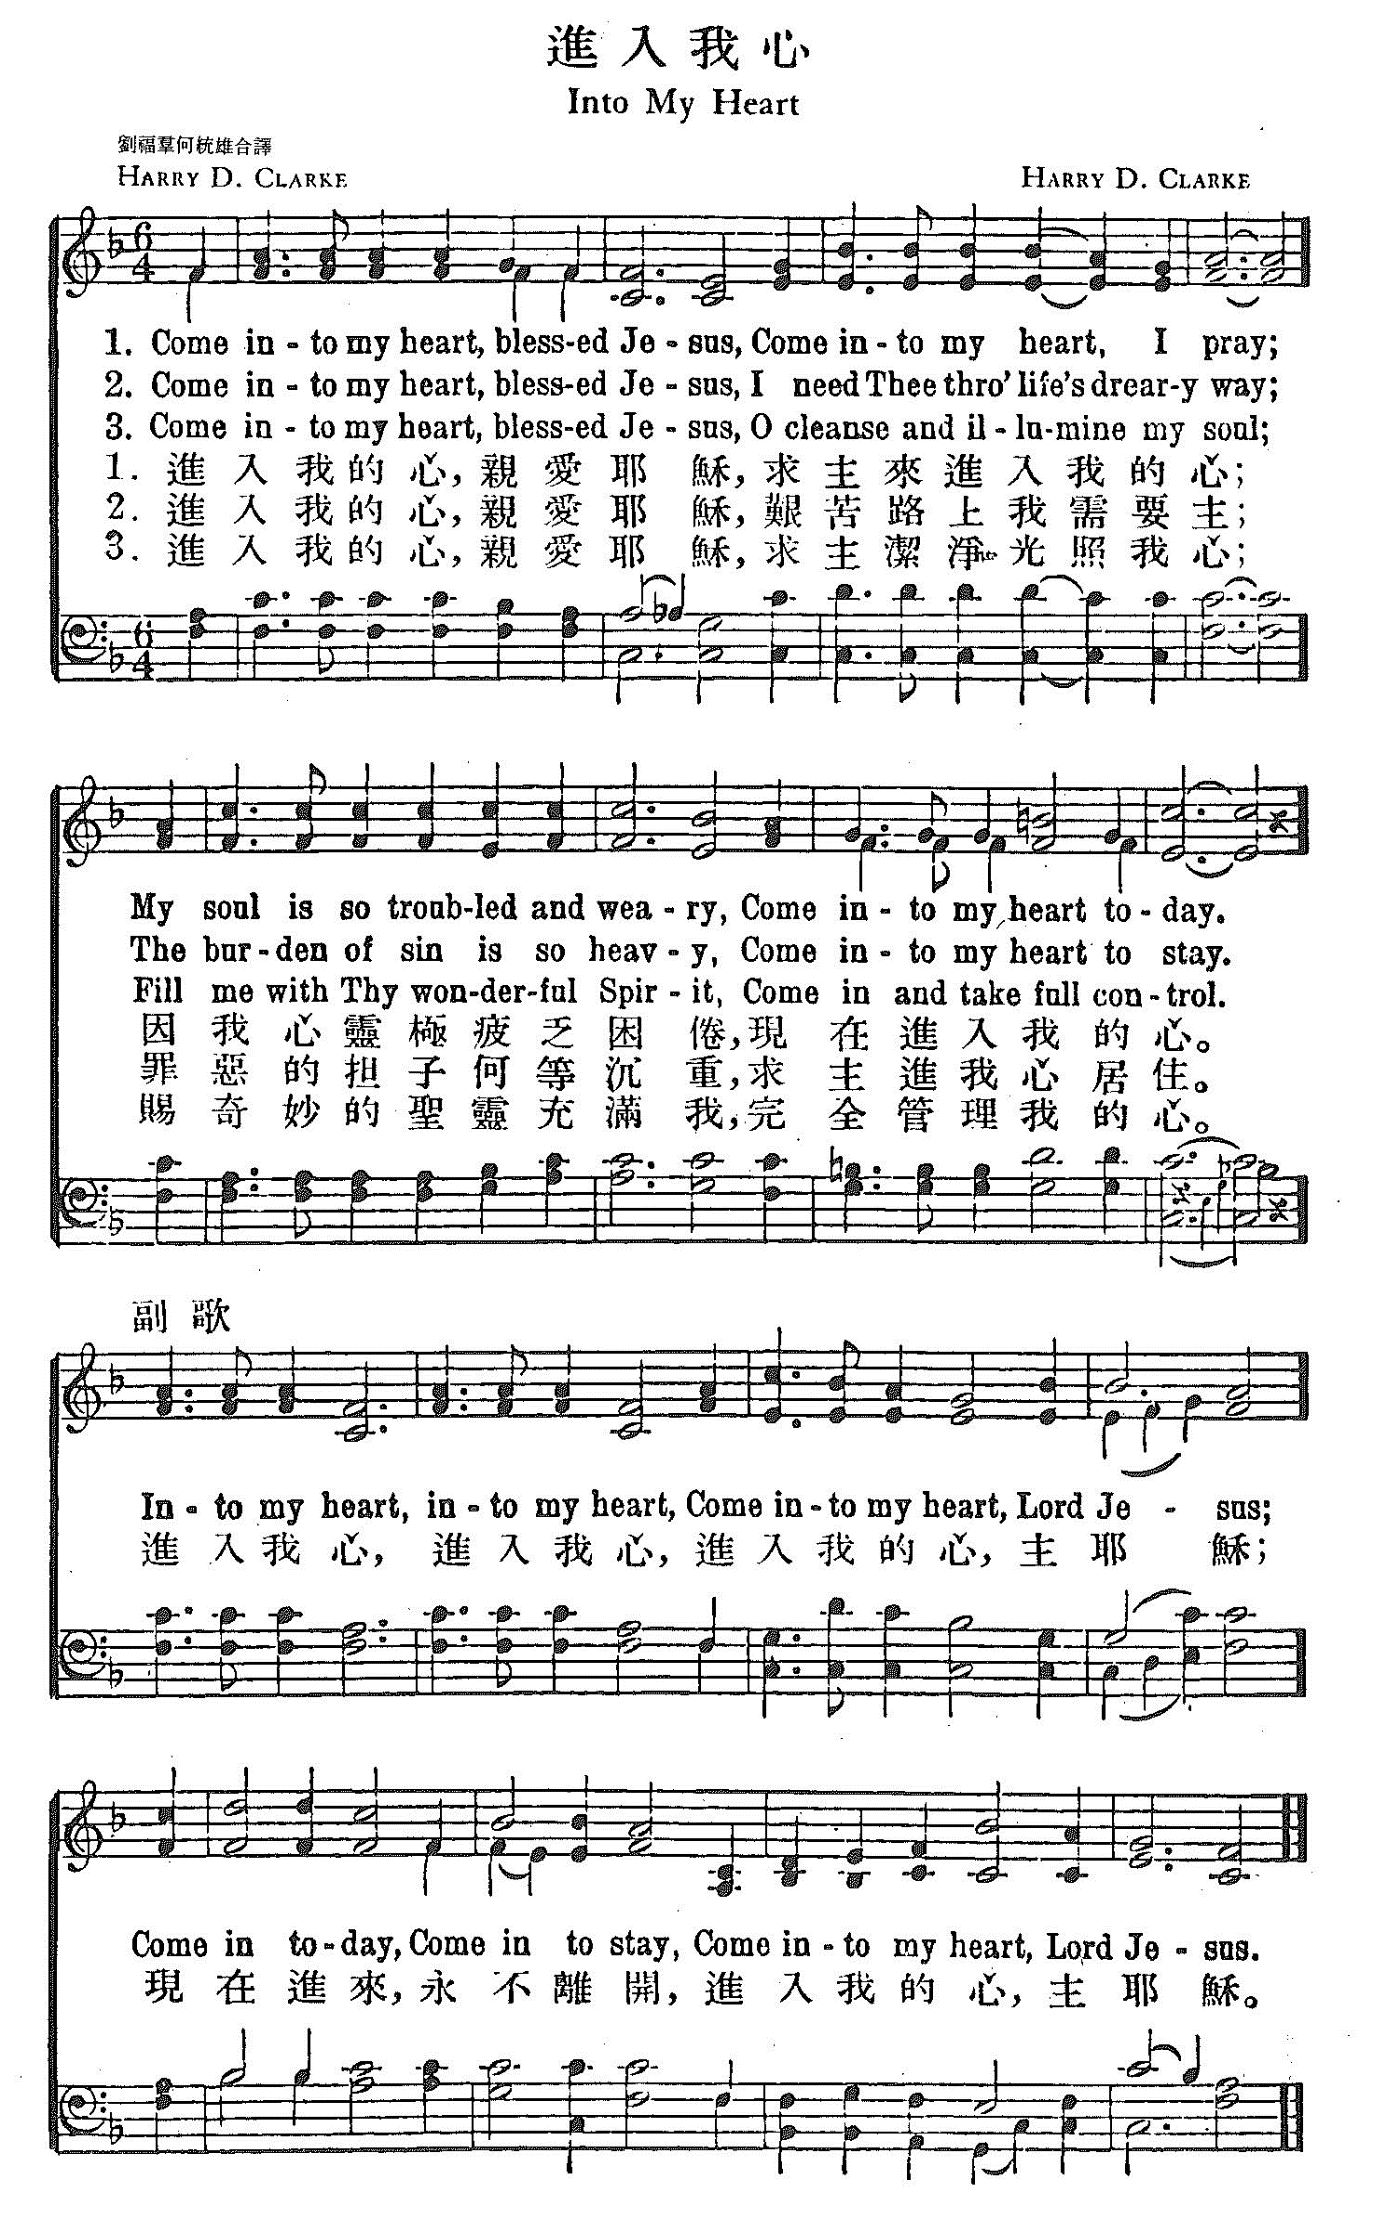 進入我心
Into My Heart
劉福羣何統雄合譯
HARRY D. CLARKE
HARRY D. CLARKE
6
4
1. Come in - to my heart, bless-ed Je - sus, Come in - to my heart, I pray;
2. Come in - to my heart, bless-ed Je - sus, I need Thee thro' life's drear-y way;
3. Come in - to my heart, bless-ed Je - sus, O cleanse and il - lu-mine my soul;
1. 進入我的心, 親愛耶穌, 求主來進入我的心;
2. 進入我的心, 親愛耶穌, 艱苦路上我需要主;
3. 進入我的心, 親愛耶穌, 求主潔淨光照我心;
6
4
My soul is so troub-led and wea - ry, Come in - to my heart to - day.
The bur - den of sin is so heav - y, Come in - to my heart to stay.
Fill me with Thy won-der-ful Spir - it, Come in and take full con - trol.
因我心靈極疲乏困倦, 現在進入我的心。
罪惡的担子何等沉重, 求主進我心居住。
賜奇妙的聖靈充滿我, 完全管理我的心。
副歌
In - to my heart, in - to my heart, Come in - to my heart, Lord Je - sus;
進入我心, 進入我心, 進入我的心, 主耶穌;
Come in to - day, Come in to stay, Come in - to my heart, Lord Je - sus.
現在進來, 永不離開, 進入我的心, 主耶穌。